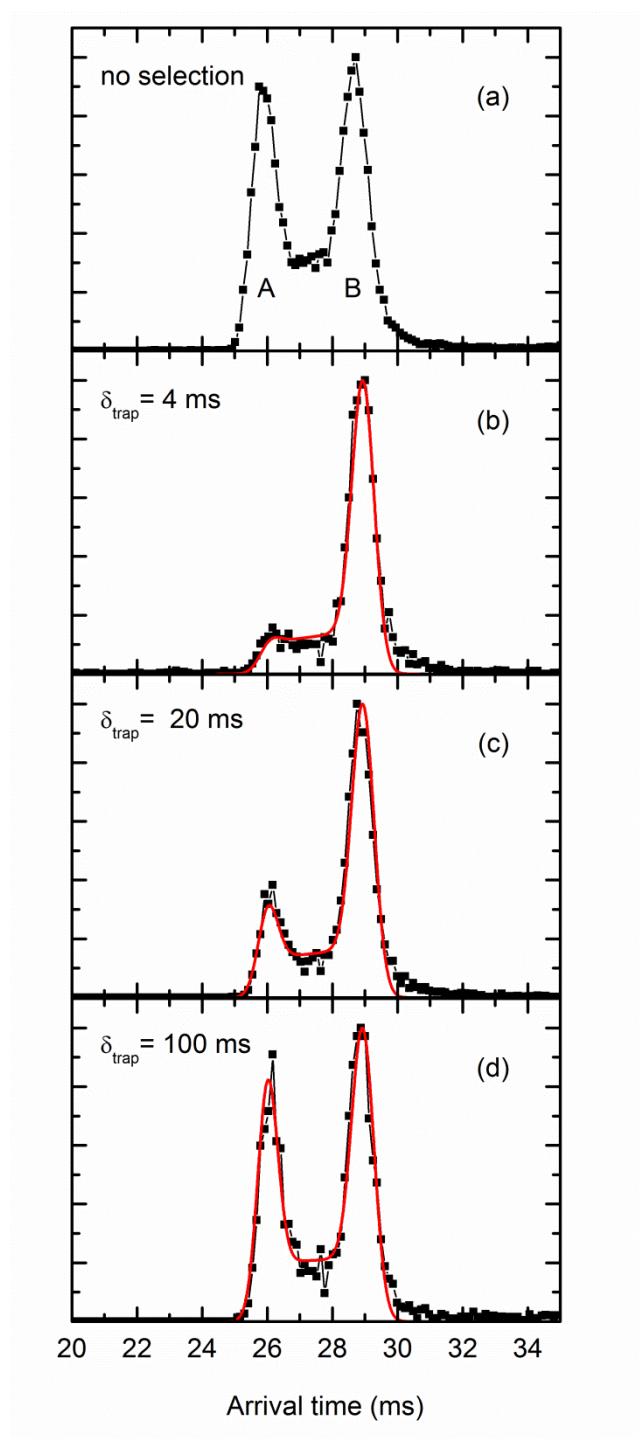 no selection
(a)
A
B
δtrap= 4 ms
(b)
δtrap= 20 ms
(c)
δtrap= 100 ms
(d)
20 22 24 26 28 30 32 34
Arrival time (ms)